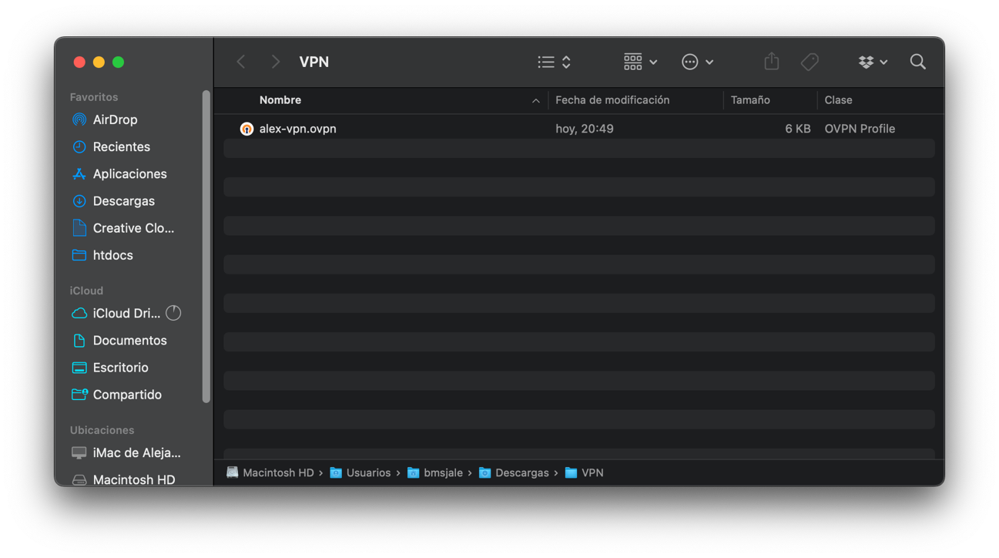 VPN
Favoritos
AirDrop
Recientes
Aplicaciones
Descargas
Creative Clo...
htdocs
iCloud
iCloud Dri...
Documentos
Escritorio
Compartido
Ubicaciones
iMac de Aleja...
Macintosh HD
Nombre Fecha de modificación Tamaño Clase
alex-vpn.ovpn hoy, 20:49 6 KB OVPN Profile
Macintosh HD › Usuarios › bmsjale › Descargas › VPN